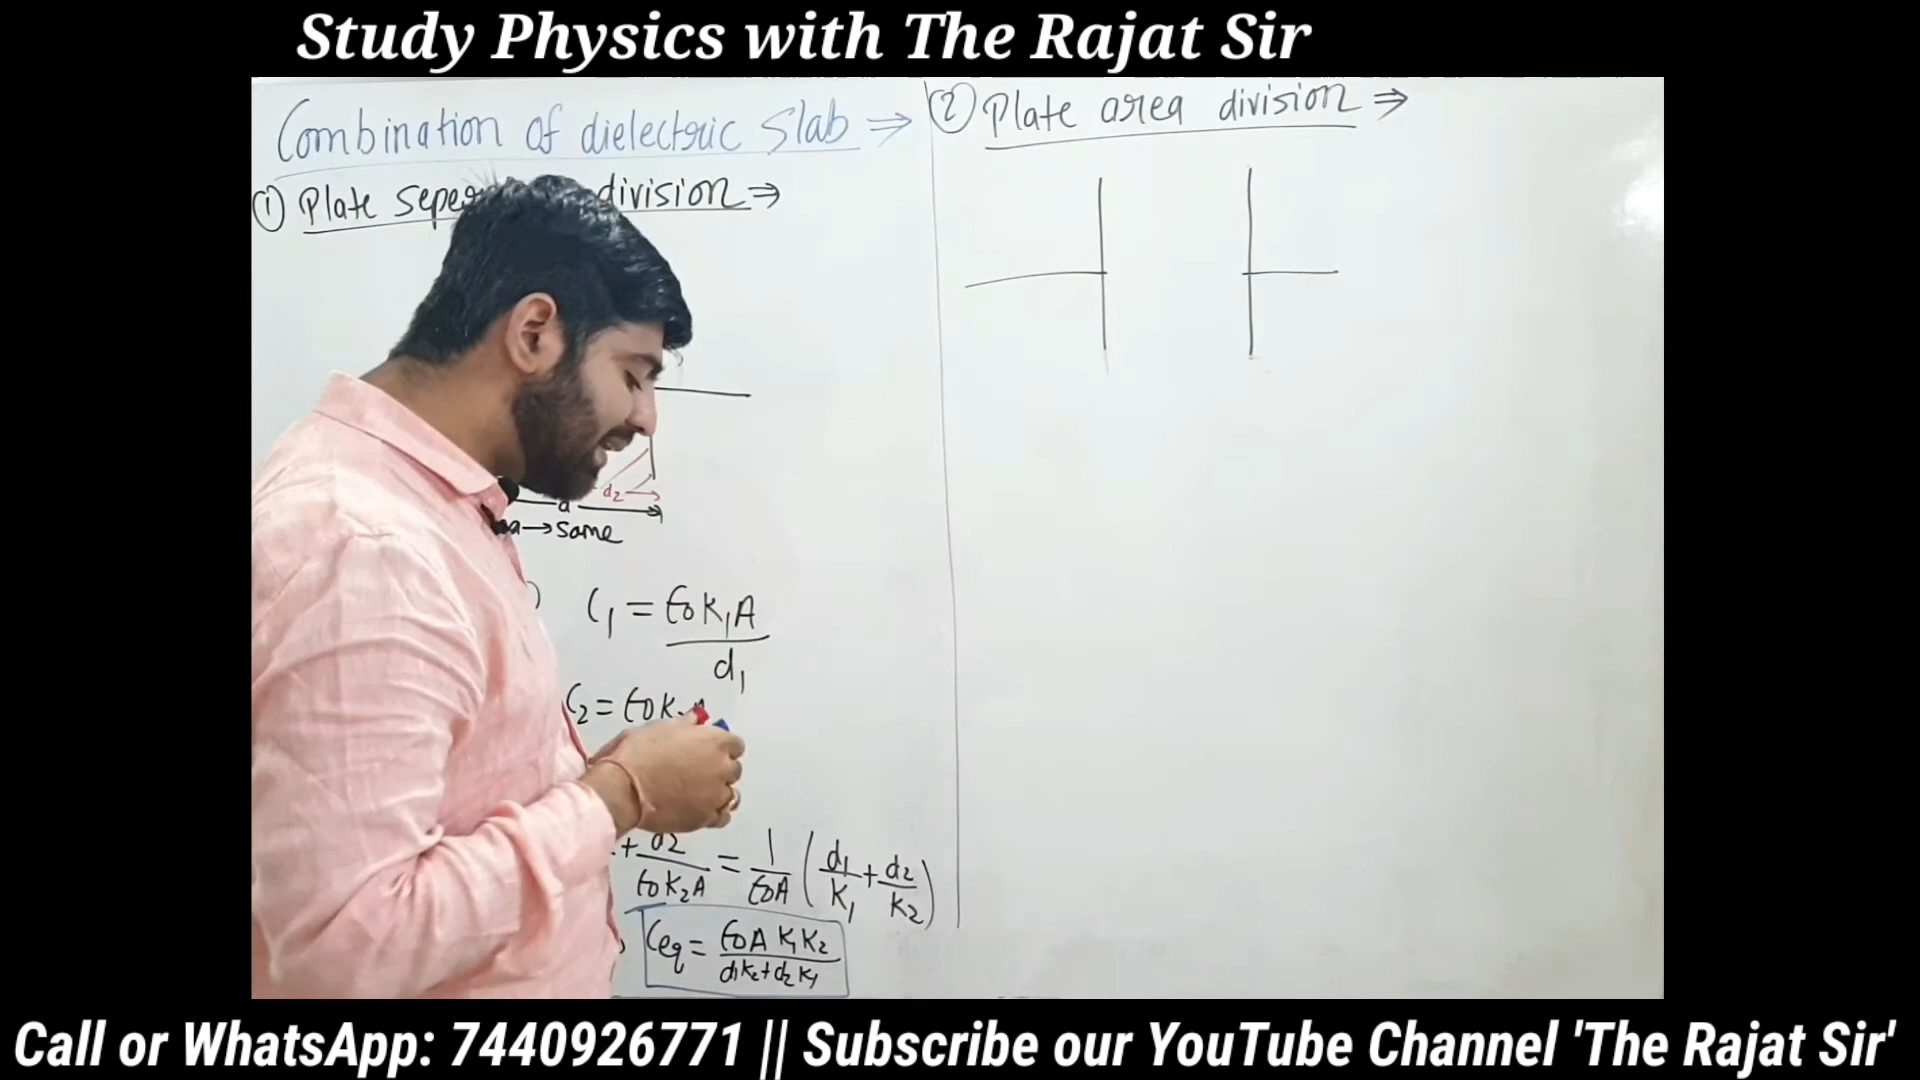 Study Physics with The Rajat Sir
Combination of dielectric Slab ⇒
① Plate seper division ⇒
d₂
d
a → Same
C₁ = ϵ₀K₁A
d₁
C₂ = ϵ₀K
+ d2/ϵ₀K₂A = 1/ϵ₀A (d₁/K₁ + d₂/K₂)
Ceq = ϵ₀A K₁K₂/d₁K₂+d₂K₁
② Plate area division ⇒
Call or WhatsApp: 7440926771 || Subscribe our YouTube Channel 'The Rajat Sir'